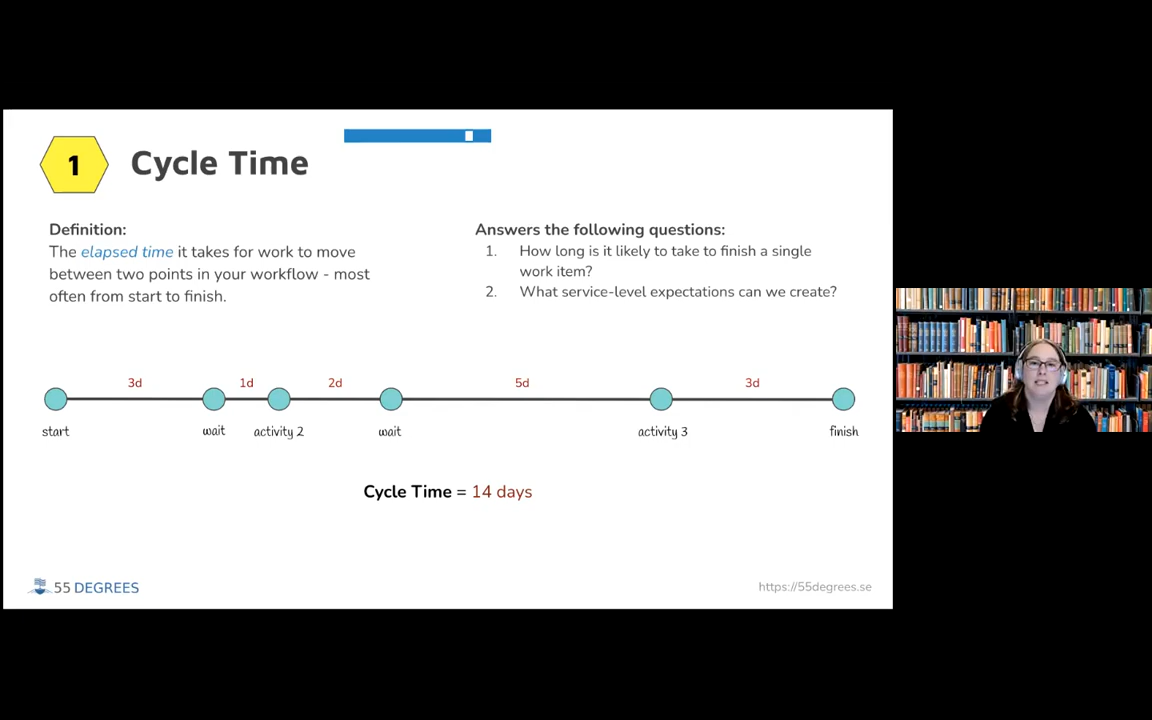 1
Cycle Time
Definition:
The elapsed time it takes for work to move
between two points in your workflow - most
often from start to finish.
Answers the following questions:
1. How long is it likely to take to finish a single
work item?
2. What service-level expectations can we create?
3d 1d 2d 5d 3d
start wait activity 2 wait activity 3 finish
Cycle Time = 14 days
55 DEGREES
https://55degrees.se